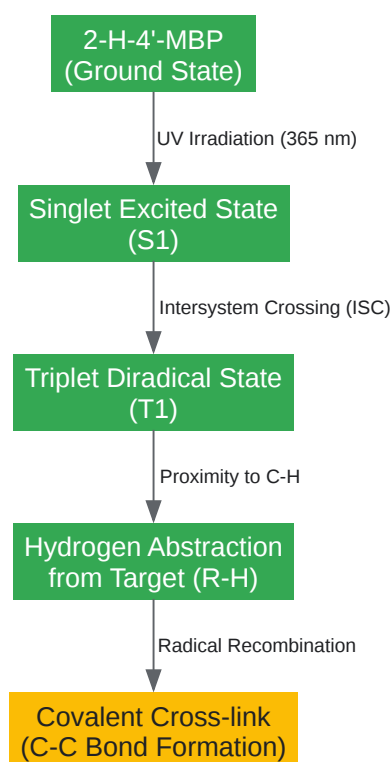 2-H-4'-MBP
(Ground State)
UV Irradiation (365 nm)
Singlet Excited State
(S1)
Intersystem Crossing (ISC)
Triplet Diradical State
(T1)
Proximity to C-H
Hydrogen Abstraction
from Target (R-H)
Radical Recombination
Covalent Cross-link
(C-C Bond Formation)